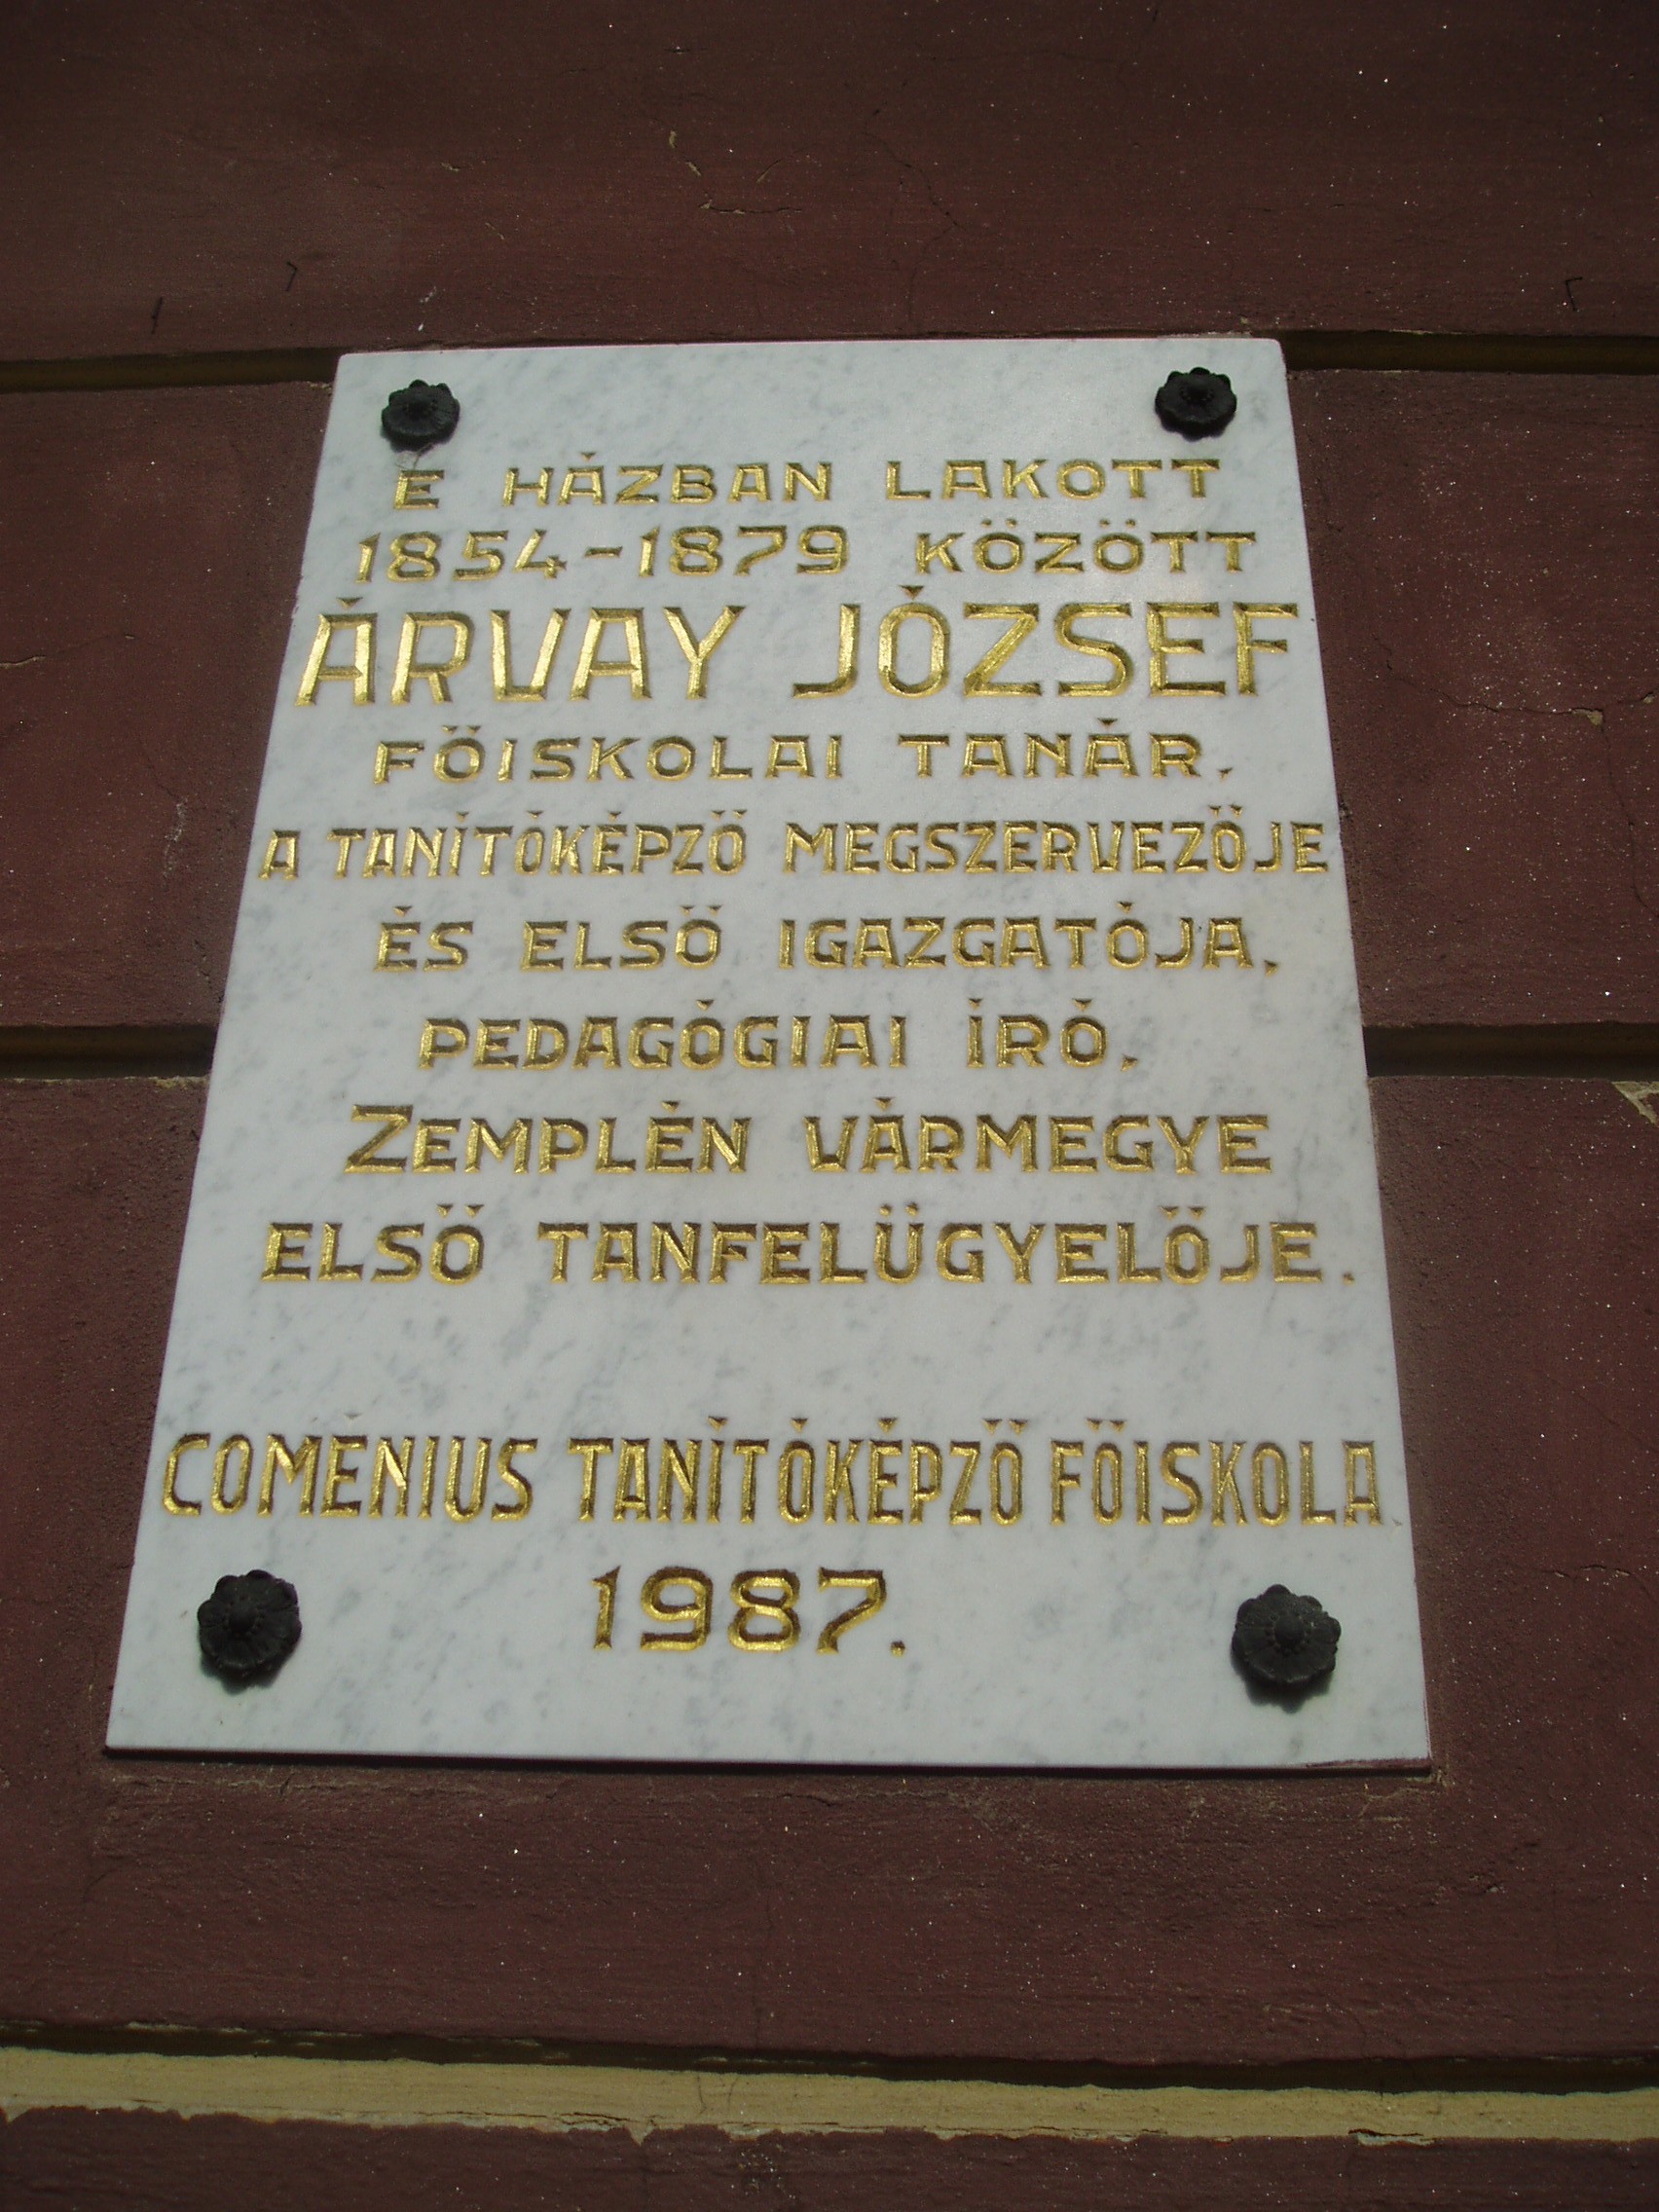 E HÁZBAN LAKOTT
1854-1879 KÖZÖTT
ÁRVAY JÓZSEF
FŐISKOLAI TANÁR,
A TANÍTÓKÉPZŐ MEGSZERVEZŐJE
ÉS ELSŐ IGAZGATÓJA,
PEDAGÓGIAI ÍRÓ,
ZEMPLÉN VÁRMEGYE
ELSŐ TANFELÜGYELŐJE.
COMÉNIUS TANÍTÓKÉPZŐ FŐISKOLA
1987.